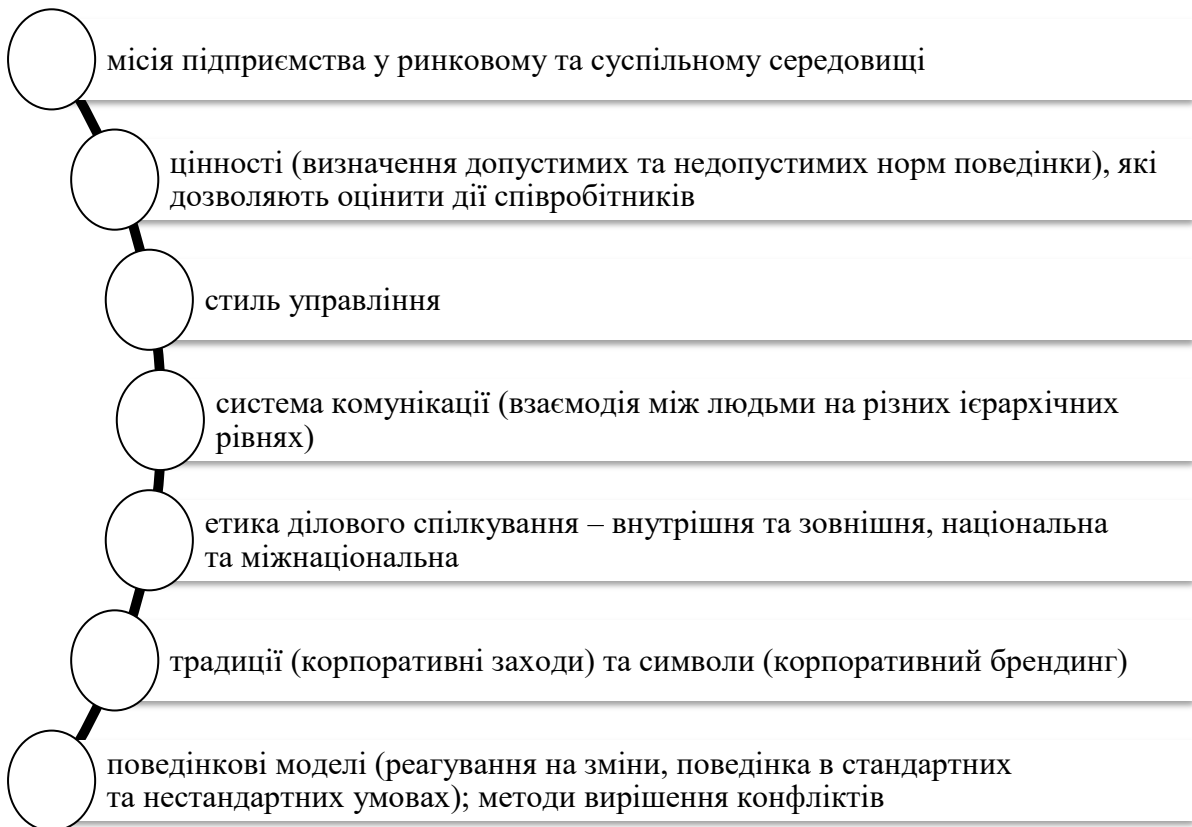 місія підприємства у ринковому та суспільному середовищі
цінності (визначення допустимих та недопустимих норм поведінки), які
дозволяють оцінити дії співробітників
стиль управління
система комунікації (взаємодія між людьми на різних ієрархічних
рівнях)
етика ділового спілкування – внутрішня та зовнішня, національна
та міжнаціональна
традиції (корпоративні заходи) та символи (корпоративний брендинг)
поведінкові моделі (реагування на зміни, поведінка в стандартних
та нестандартних умовах); методи вирішення конфліктів